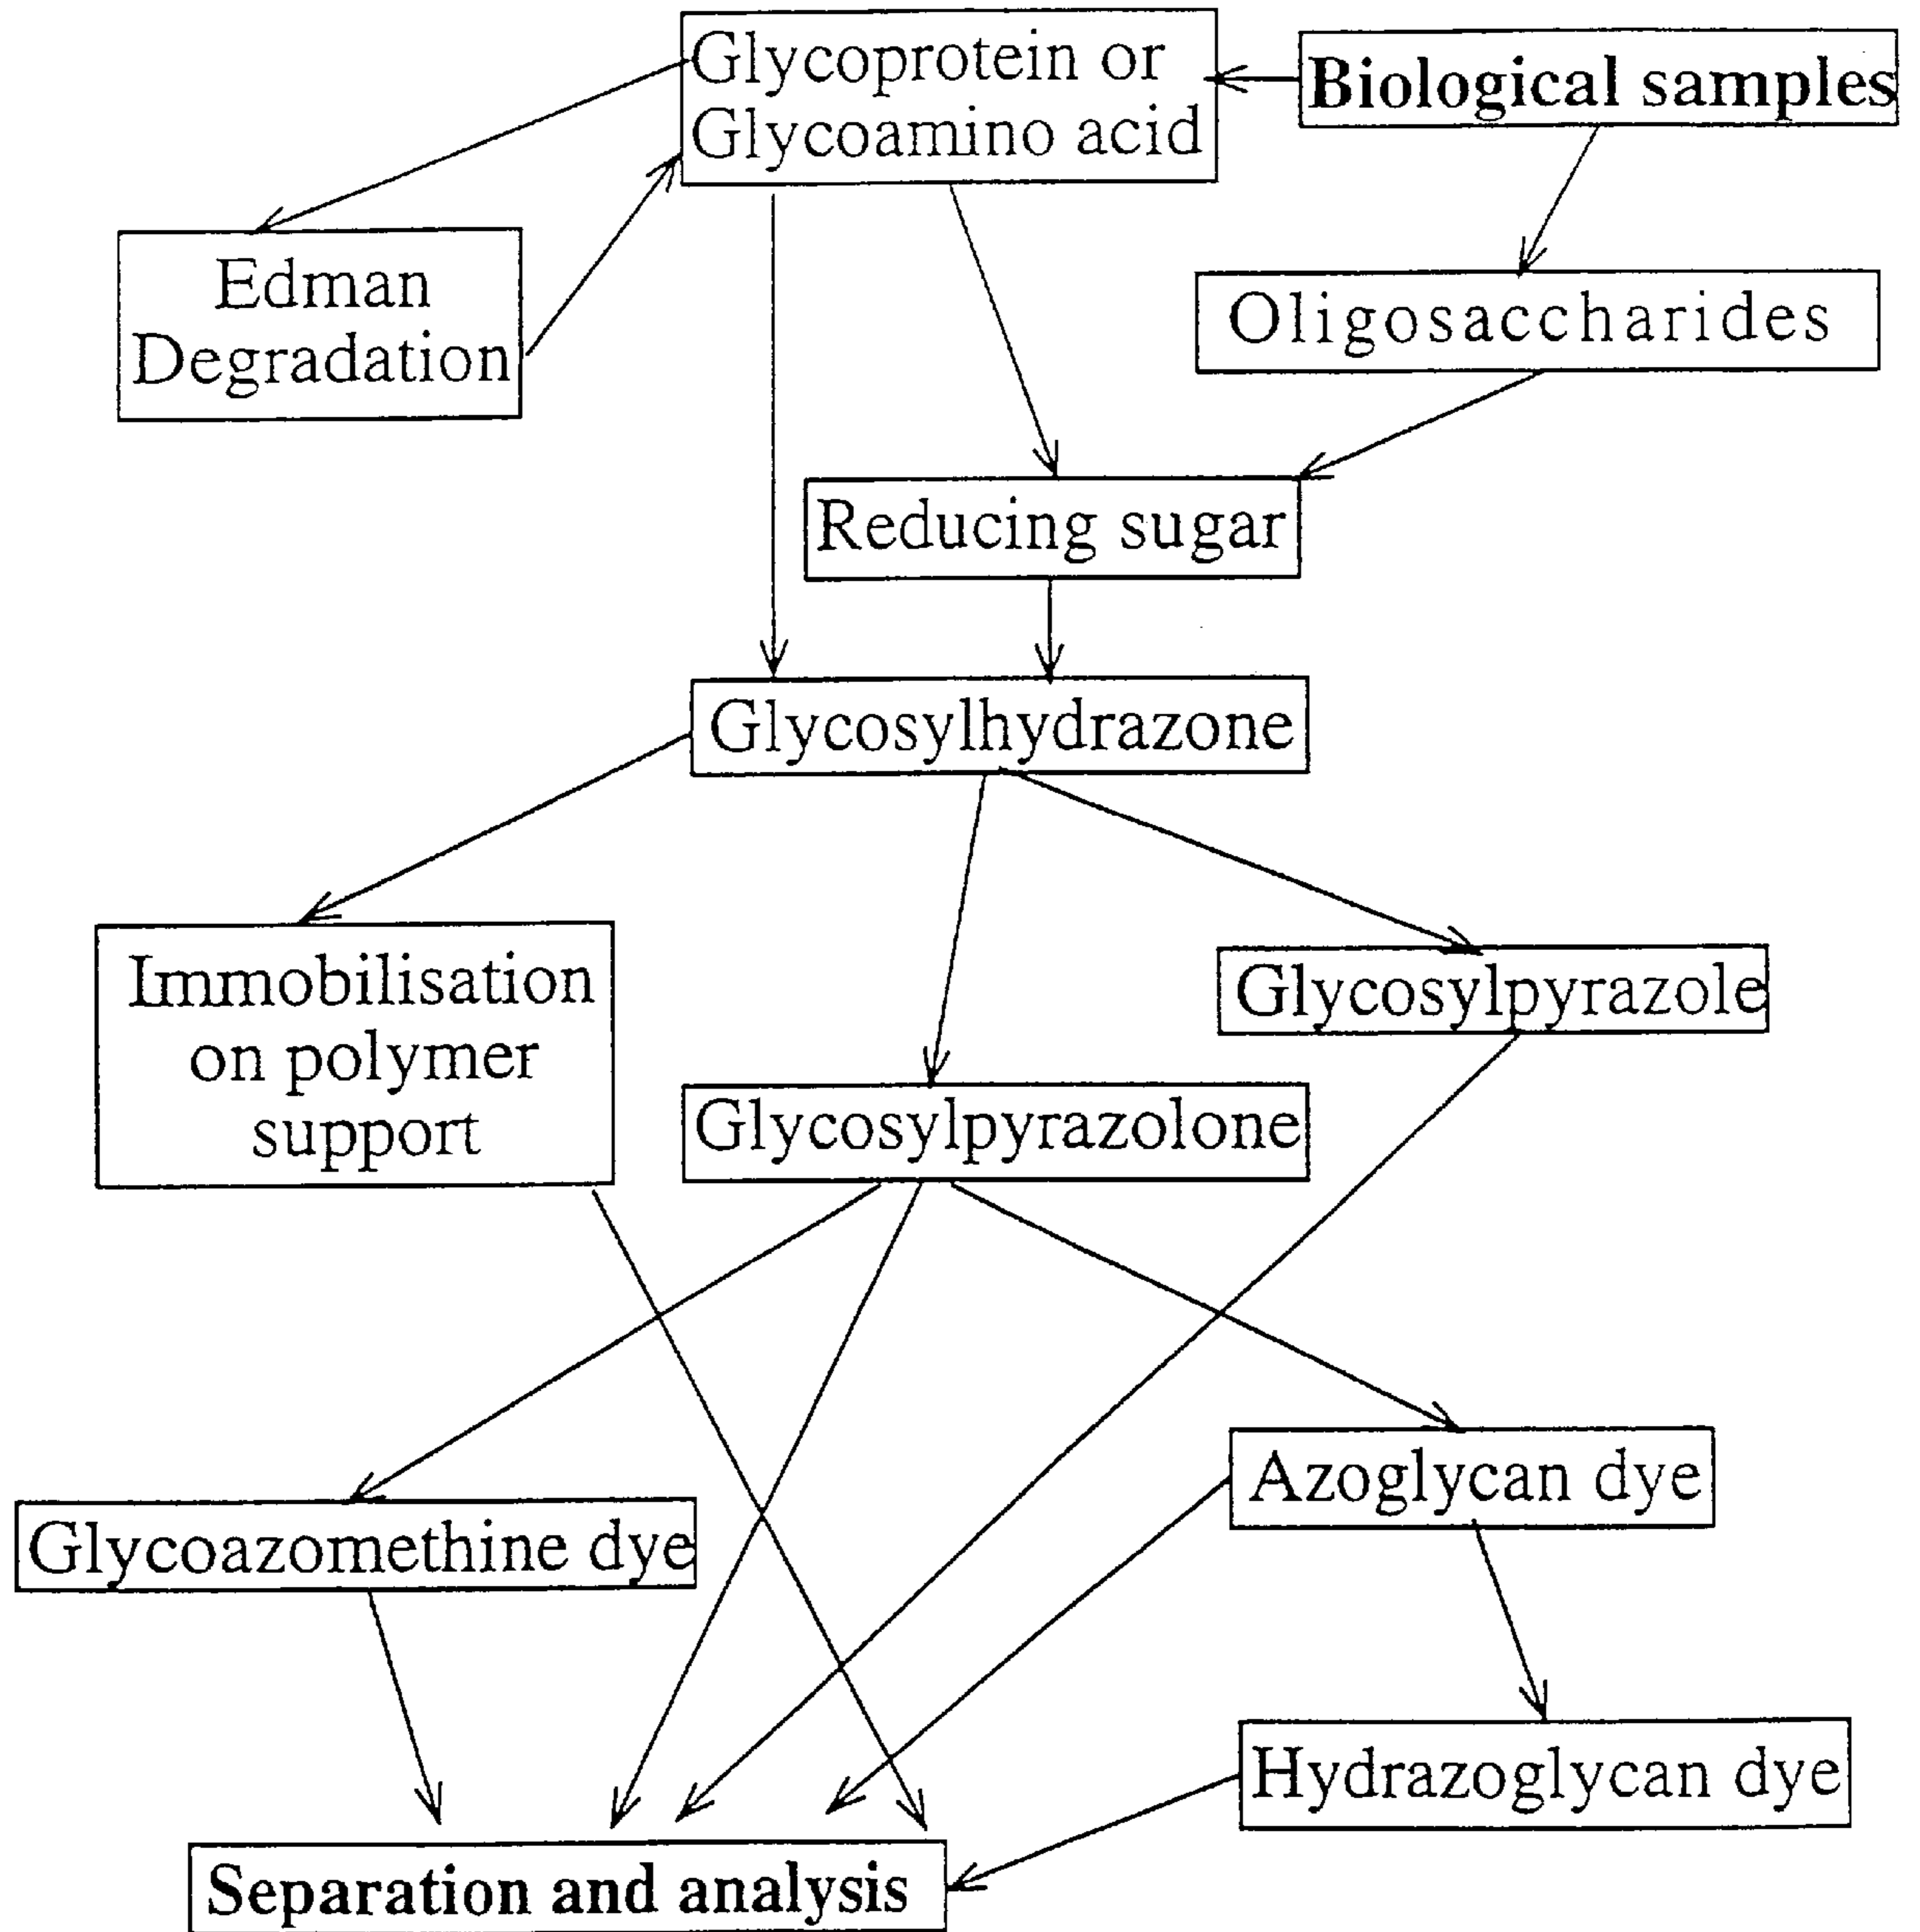 Glycoprotein or
Glycoamino acid
Biological samples
Edman
Degradation
Oligosaccharides
Reducing sugar
Glycosylhydrazone
Immobilisation
on polymer
support
Glycosylpyrazole
Glycosylpyrazolone
Azoglycan dye
Glycoazomethine dye
Hydrazoglycan dye
Separation and analysis